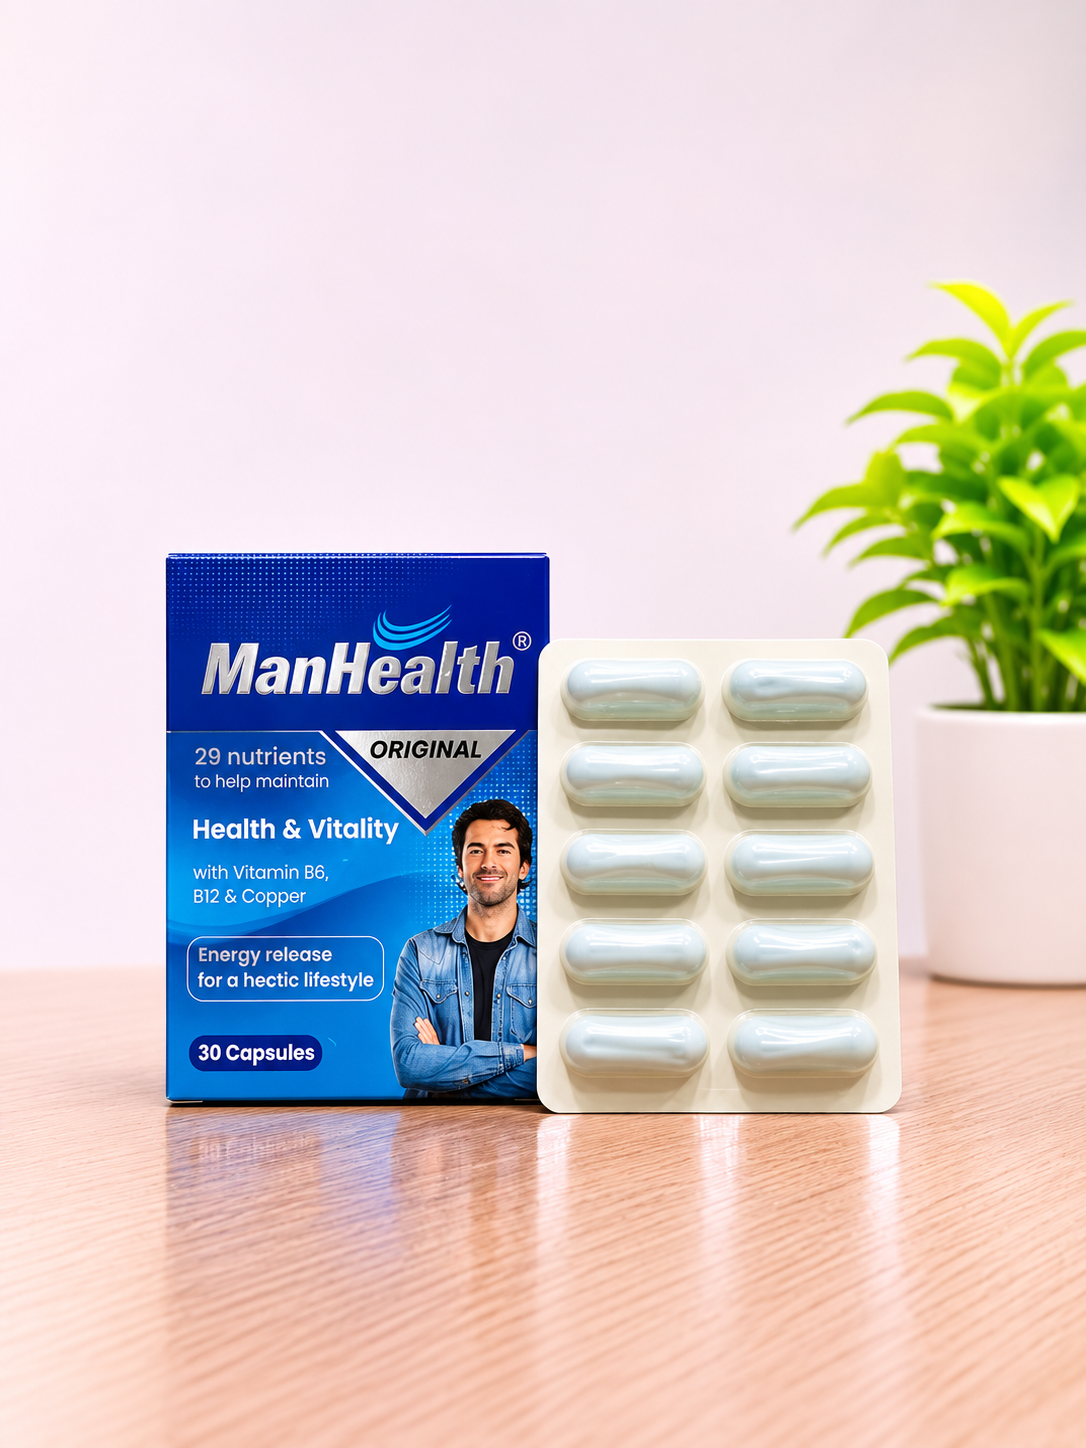 ManHealth®
ORIGINAL
29 nutrients
to help maintain
Health & Vitality
with Vitamin B6,
B12 & Copper
Energy release
for a hectic lifestyle
30 Capsules